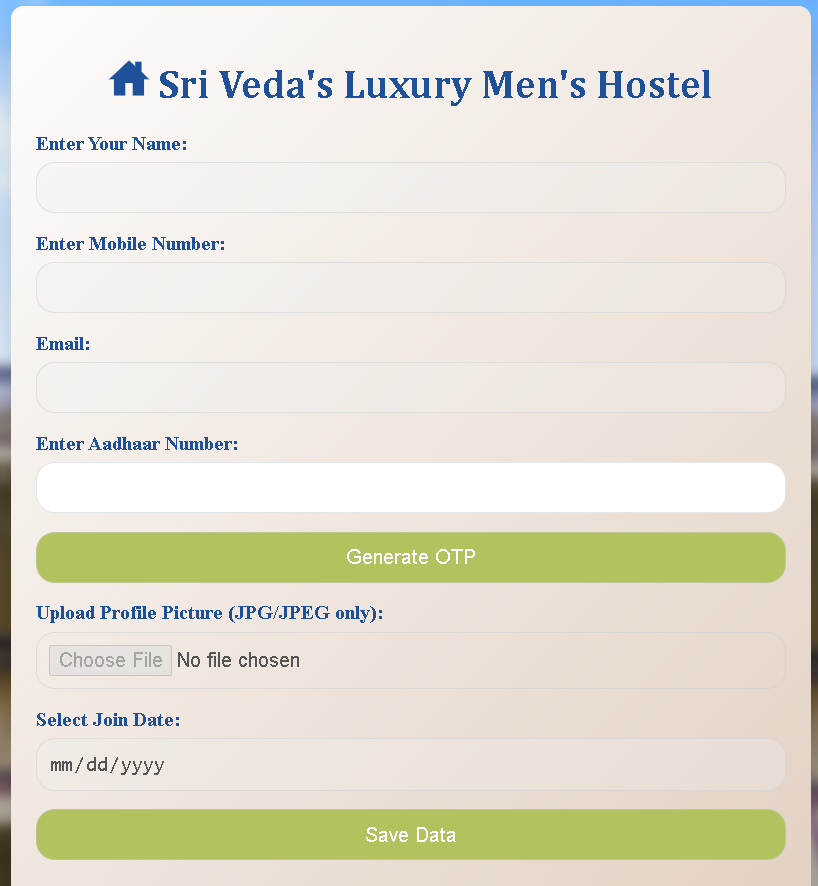 Sri Veda's Luxury Men's Hostel
Enter Your Name:
Enter Mobile Number:
Email:
Enter Aadhaar Number:
Generate OTP
Upload Profile Picture (JPG/JPEG only):
Choose File No file chosen
Select Join Date:
mm/dd/yyyy
Save Data